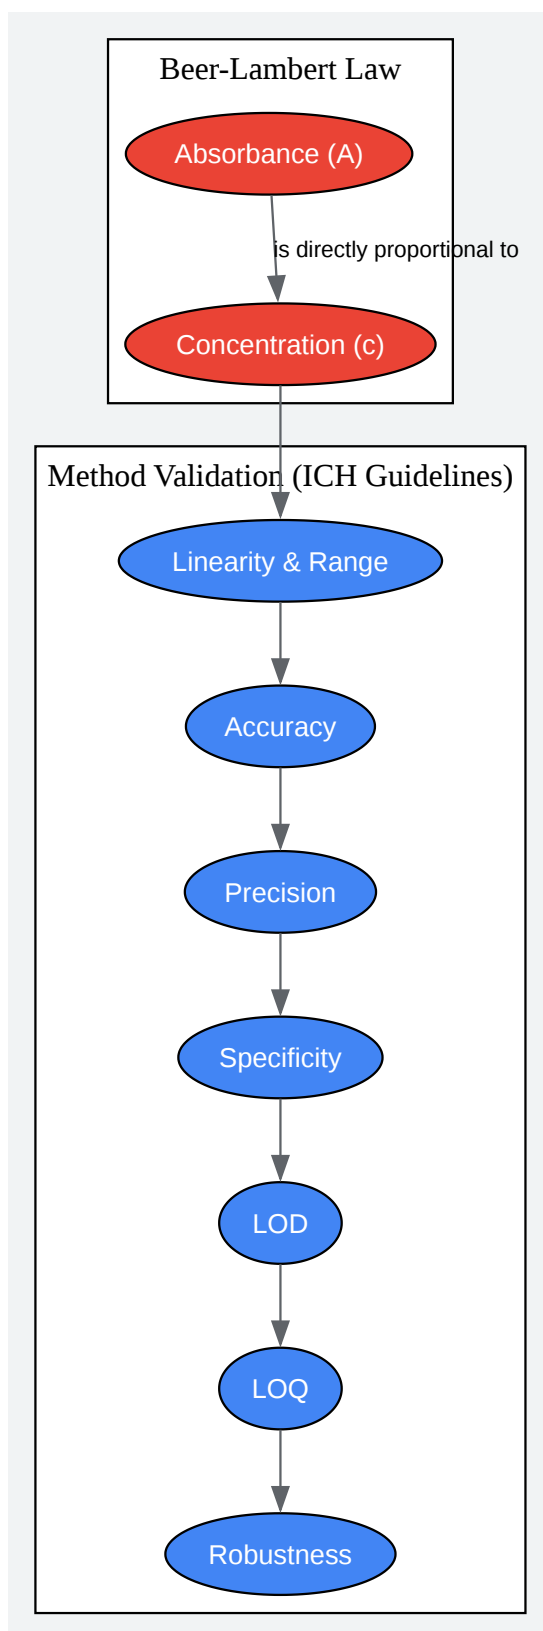 Beer-Lambert Law
Absorbance (A)
is directly proportional to
Concentration (c)
Method Validation (ICH Guidelines)
Linearity & Range
Accuracy
Precision
Specificity
LOD
LOQ
Robustness